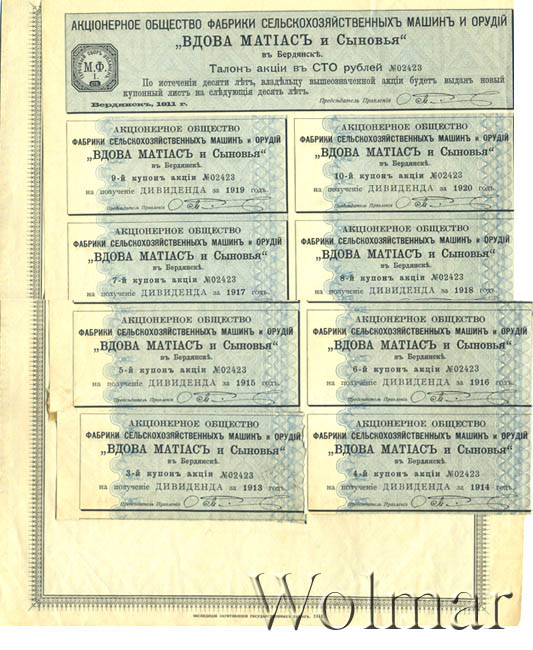 АКЦІОНЕРНОЕ ОБЩЕСТВО ФАБРИКИ СЕЛЬСКОХОЗЯЙСТВЕННЫХЪ МАШИНЪ И ОРУДІЙ
„ВДОВА МАТІАСЪ и Сыновья“
въ Бердянскѣ.
Талонъ акціи въ СТО рублей №02423
М.Ф.
I.
По истеченіи десяти лѣтъ, владѣльцу вышеозначенной акціи будетъ выданъ новый
купонный листъ на слѣдующія десять лѣтъ.
Бердянскъ, 1911 г.
Предсѣдатель Правленія
АКЦІОНЕРНОЕ ОБЩЕСТВО
ФАБРИКИ СЕЛЬСКОХОЗЯЙСТВЕННЫХЪ МАШИНЪ и ОРУДІЙ
„ВДОВА МАТІАСЪ и Сыновья“
въ Бердянскѣ.
9-й купонъ акціи №02423
на полученіе ДИВИДЕНДА за 1919 годъ.
Предсѣдатель Правленія
АКЦІОНЕРНОЕ ОБЩЕСТВО
ФАБРИКИ СЕЛЬСКОХОЗЯЙСТВЕННЫХЪ МАШИНЪ и ОРУДІЙ
„ВДОВА МАТІАСЪ и Сыновья“
въ Бердянскѣ.
10-й купонъ акціи №02423
на полученіе ДИВИДЕНДА за 1920 годъ.
Предсѣдатель Правленія
АКЦІОНЕРНОЕ ОБЩЕСТВО
ФАБРИКИ СЕЛЬСКОХОЗЯЙСТВЕННЫХЪ МАШИНЪ и ОРУДІЙ
„ВДОВА МАТІАСЪ и Сыновья“
въ Бердянскѣ.
7-й купонъ акціи №02423
на полученіе ДИВИДЕНДА за 1917 годъ.
АКЦІОНЕРНОЕ ОБЩЕСТВО
ФАБРИКИ СЕЛЬСКОХОЗЯЙСТВЕННЫХЪ МАШИНЪ и ОРУДІЙ
„ВДОВА МАТІАСЪ и Сыновья“
въ Бердянскѣ.
8-й купонъ акціи №02423
на полученіе ДИВИДЕНДА за 1918 годъ.
АКЦІОНЕРНОЕ ОБЩЕСТВО
ФАБРИКИ СЕЛЬСКОХОЗЯЙСТВЕННЫХЪ МАШИНЪ и ОРУДІЙ
„ВДОВА МАТІАСЪ и Сыновья“
въ Бердянскѣ.
5-й купонъ акціи №02423
на полученіе ДИВИДЕНДА за 1915 годъ.
Предсѣдатель Правленія
АКЦІОНЕРНОЕ ОБЩЕСТВО
ФАБРИКИ СЕЛЬСКОХОЗЯЙСТВЕННЫХЪ МАШИНЪ и ОРУДІЙ
„ВДОВА МАТІАСЪ и Сыновья“
въ Бердянскѣ.
6-й купонъ акціи №02423
на полученіе ДИВИДЕНДА за 1916 годъ.
Предсѣдатель Правленія
АКЦІОНЕРНОЕ ОБЩЕСТВО
ФАБРИКИ СЕЛЬСКОХОЗЯЙСТВЕННЫХЪ МАШИНЪ и ОРУДІЙ
„ВДОВА МАТІАСЪ и Сыновья“
въ Бердянскѣ.
3-й купонъ акціи №02423
на полученіе ДИВИДЕНДА за 1913 годъ.
Предсѣдатель Правленія
АКЦІОНЕРНОЕ ОБЩЕСТВО
ФАБРИКИ СЕЛЬСКОХОЗЯЙСТВЕННЫХЪ МАШИНЪ и ОРУДІЙ
„ВДОВА МАТІАСЪ и Сыновья“
въ Бердянскѣ.
4-й купонъ акціи №02423
на полученіе ДИВИДЕНДА за 1914 годъ.
Предсѣдатель Правленія
Wolmar
ЭКСПЕДИЦІЯ ЗАГОТОВЛЕНІЯ ГОСУДАРСТВЕННЫХЪ БУМАГЪ,